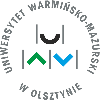 UNIWERSYTET WARMIŃSKO-MAZURSKI
W OLSZTYNIE